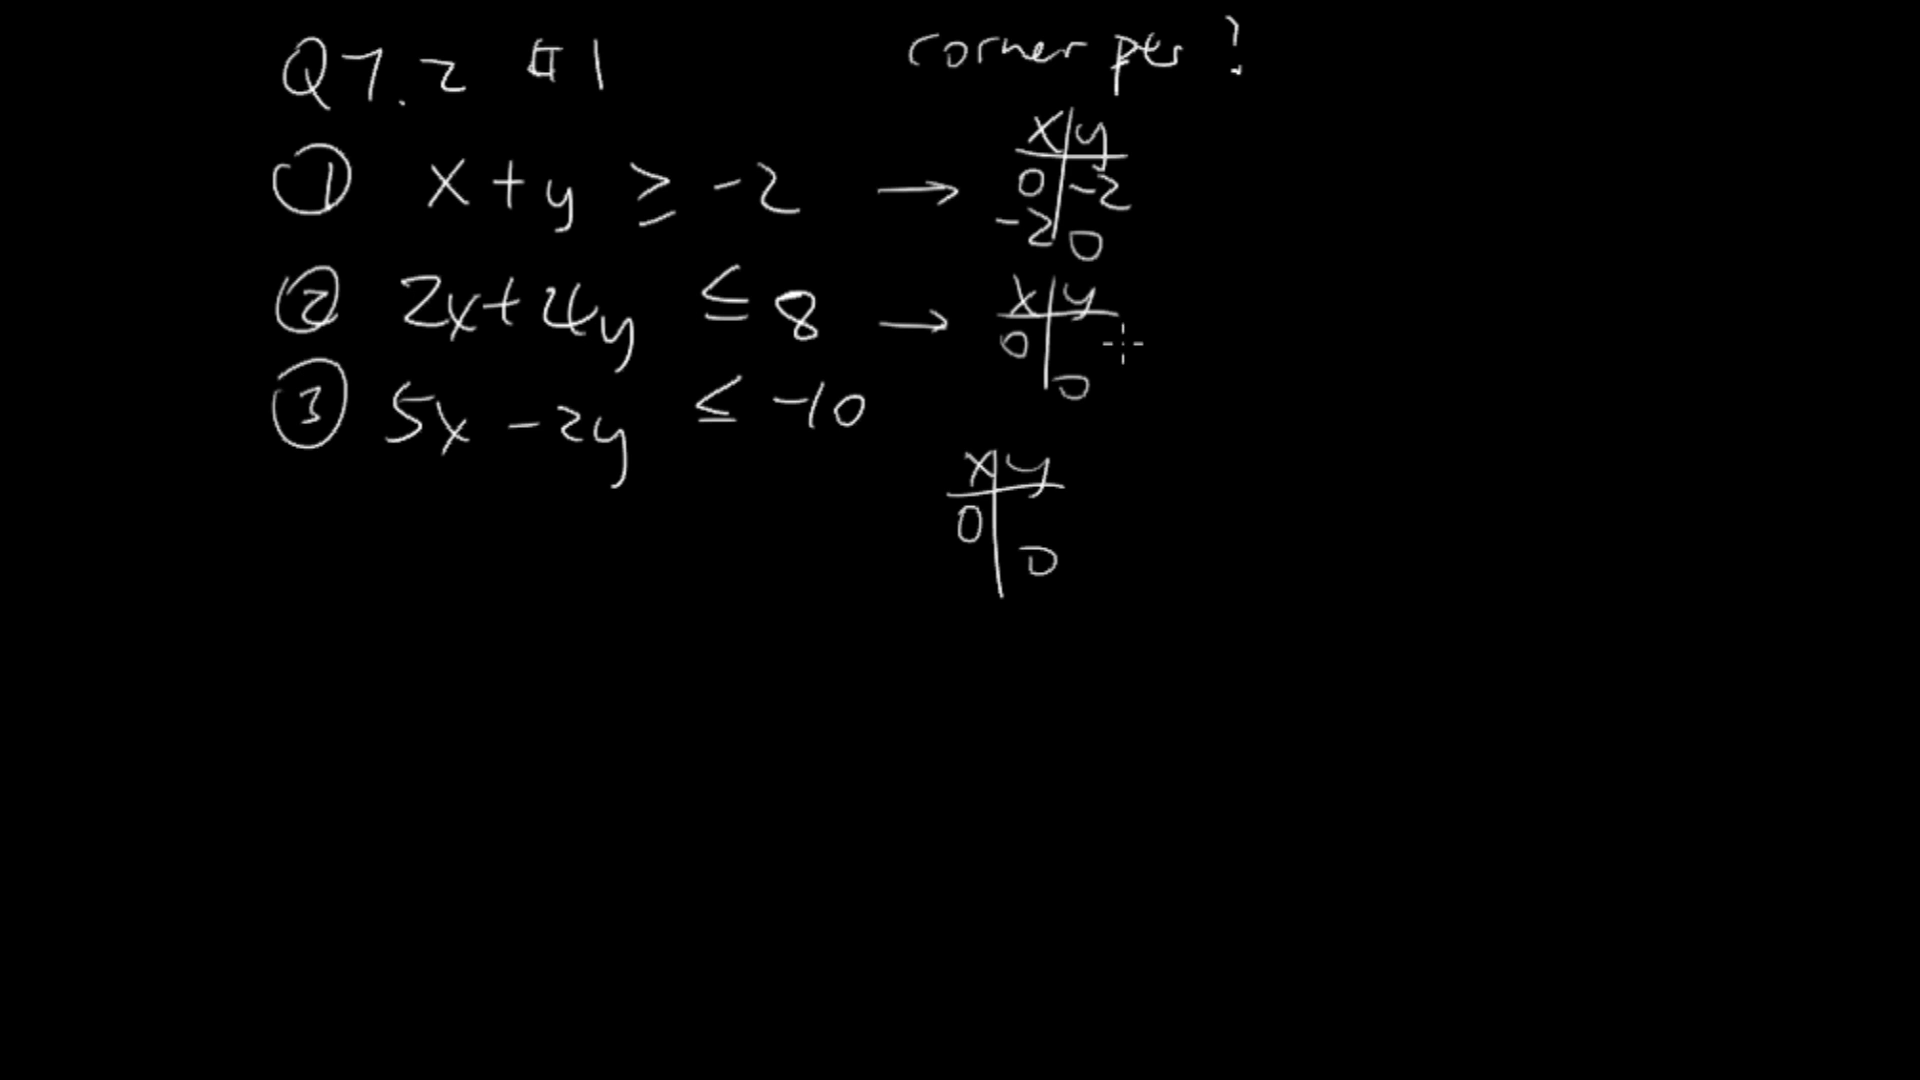 Q7.2 #1
corner pts ?
① x + y ≥ -2 →
x | y
0 | -2
-2 | 0
② 2x + 4y ≤ 8 →
x | y
0 |
| 0
③ 5x - 2y ≤ -10
x | y
0 |
| 0